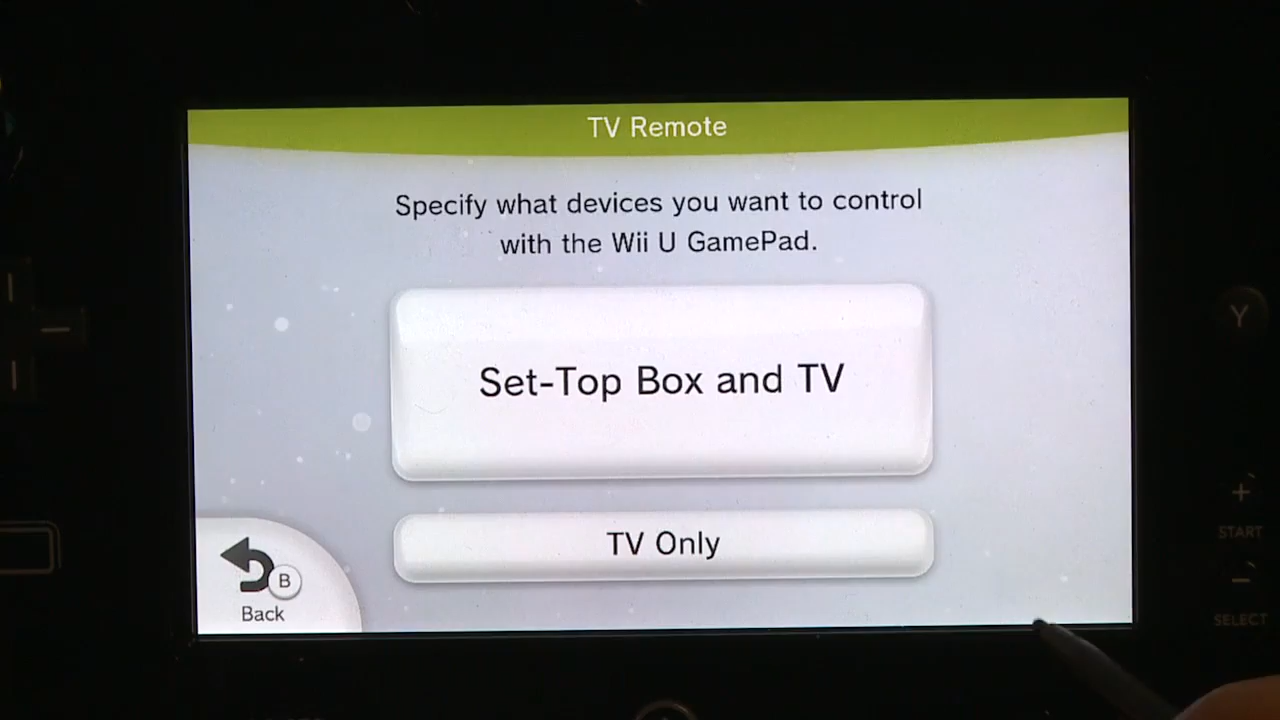 TV Remote
Specify what devices you want to control
with the Wii U GamePad.
Set-Top Box and TV
TV Only
B
Back
Y
+
START
-
SELECT